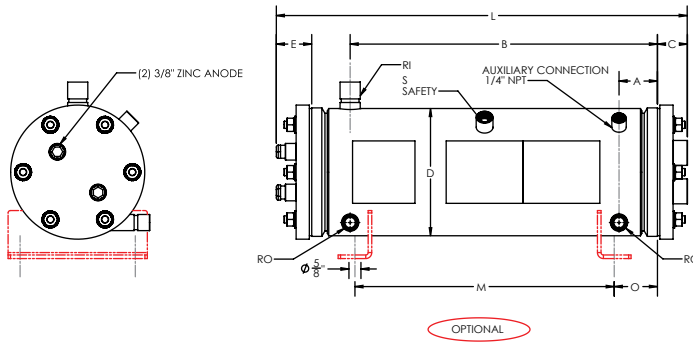 L
E
B
C
(2) 3/8" ZINC ANODE
RI
S
SAFETY
AUXILIARY CONNECTION
1/4" NPT
A
D
RO
RO
Ø 5/8"
M
O
OPTIONAL